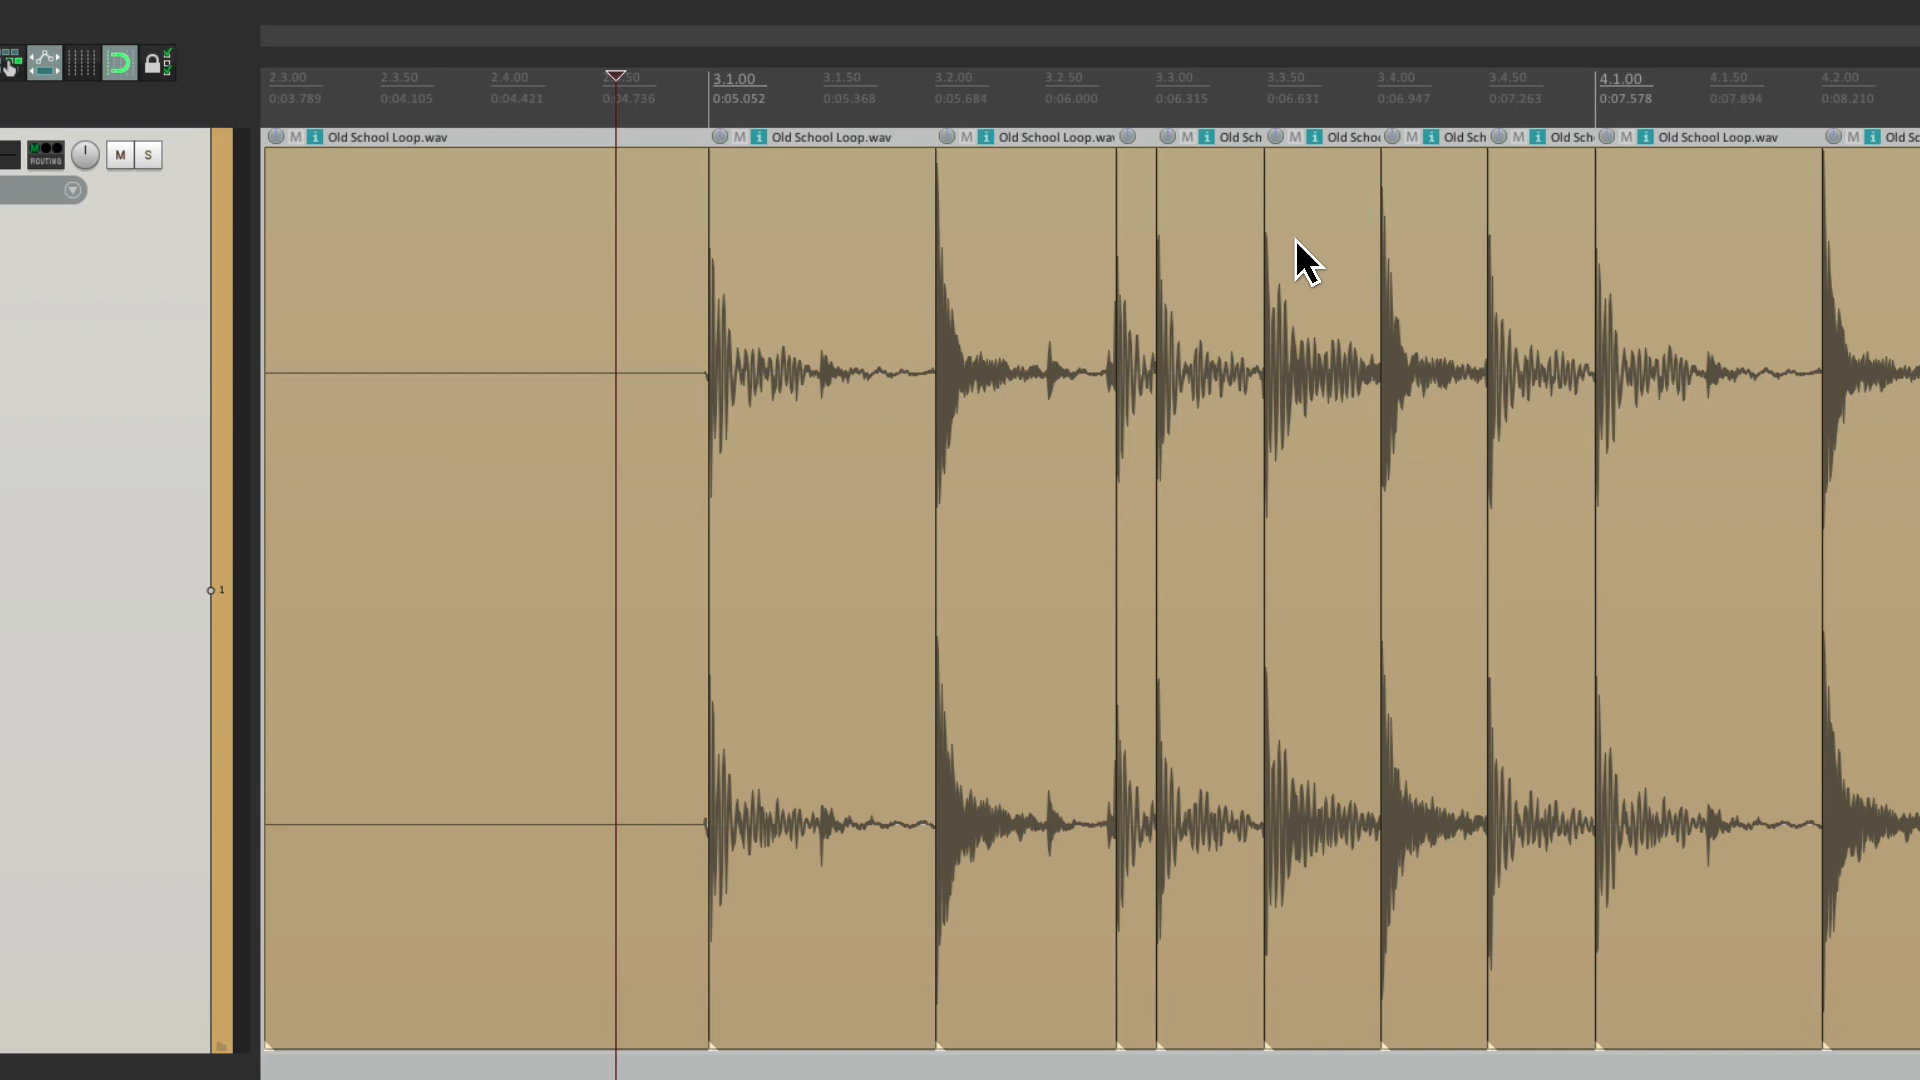 2.3.00 2.3.50 2.4.00 3.1.00 3.1.50 3.2.00 3.2.50 3.3.00 3.3.50 3.4.00 3.4.50 4.1.00 4.1.50 4.2.00
0:03.789 0:04.105 0:04.421 0:04.736 0:05.052 0:05.368 0:05.684 0:06.000 0:06.315 0:06.631 0:06.947 0:07.263 0:07.578 0:07.894 0:08.210
M i Old School Loop.wav M i Old School Loop.wav M i Old School Loop.wav M i Old Sch M i Old School M i Old Sch M i Old Sch M i Old School Loop.wav M i Old Sc
M
ROUTING
M S
1